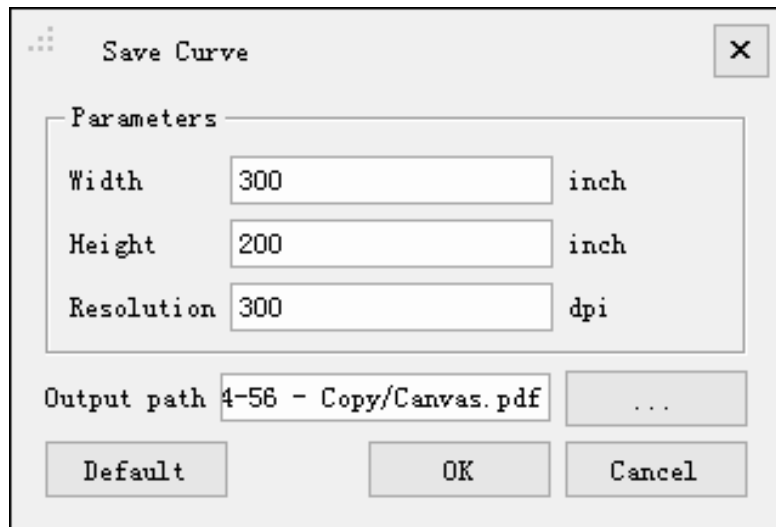 Save Curve
Parameters
Width 300 inch
Height 200 inch
Resolution 300 dpi
Output path 4-56 - Copy/Canvas.pdf ...
Default OK Cancel